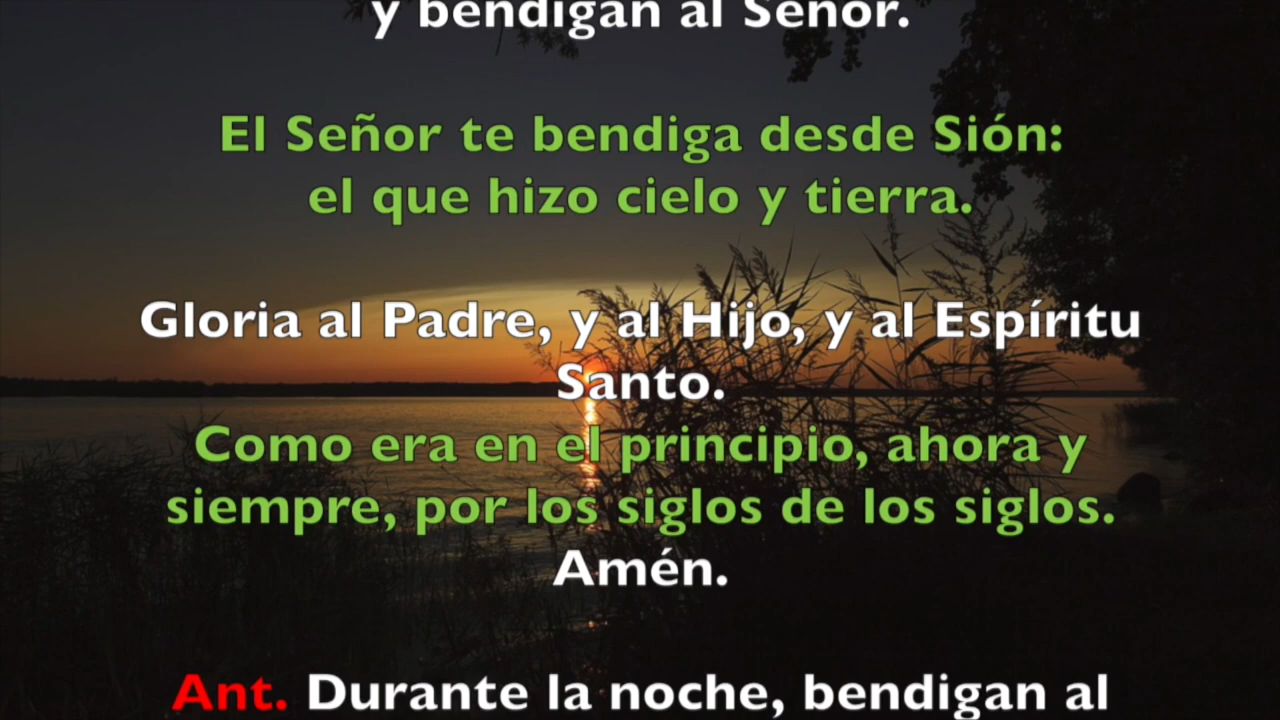 y bendigan al Señor.
El Señor te bendiga desde Sión:
el que hizo cielo y tierra.
Gloria al Padre, y al Hijo, y al Espíritu
Santo.
Como era en el principio, ahora y
siempre, por los siglos de los siglos.
Amén.
Ant. Durante la noche, bendigan al